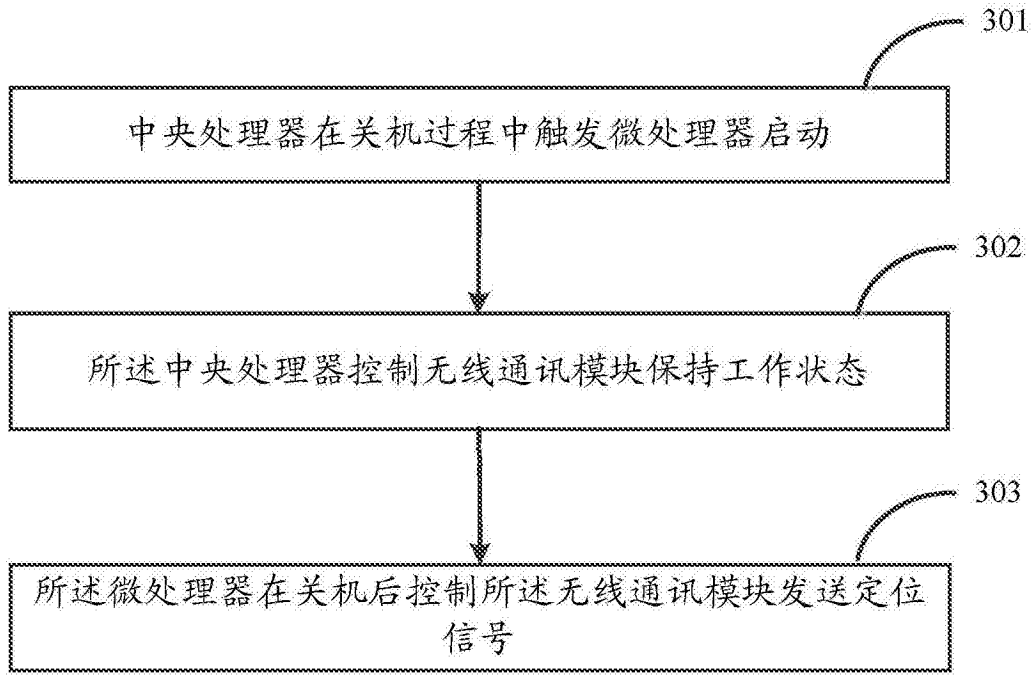 301
中央处理器在关机过程中触发微处理器启动
302
所述中央处理器控制无线通讯模块保持工作状态
303
所述微处理器在关机后控制所述无线通讯模块发送定位
信号